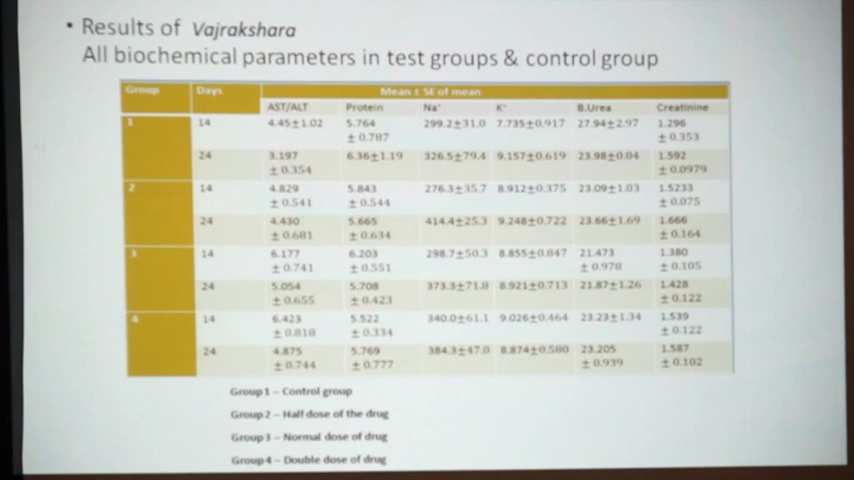 • Results of Vajrakshara
All biochemical parameters in test groups & control group
Group Days Mean ± SE of mean
AST/ALT Protein Na+ K+ B.Urea Creatinine
1 14 4.45±1.02 5.764 ± 0.787 299.2±31.0 7.735±0.917 27.94±2.97 1.296 ± 0.353
24 3.197 ± 0.354 6.36±1.19 326.5±79.4 9.157±0.619 23.98±0.04 1.592 ± 0.0979
2 14 4.829 ± 0.541 5.843 ± 0.544 276.3±35.7 8.912±0.375 23.09±1.03 1.5233 ± 0.075
24 4.430 ± 0.681 5.665 ± 0.634 414.4±25.3 9.248±0.722 23.66±1.69 1.666 ± 0.164
3 14 6.177 ± 0.741 6.203 ± 0.551 298.7±50.3 8.855±0.847 21.473 ± 0.978 1.380 ± 0.105
24 5.054 ± 0.655 5.708 ± 0.423 373.3±71.8 8.921±0.713 21.87±1.26 1.428 ± 0.122
4 14 6.423 ± 0.818 5.522 ± 0.334 340.0±61.1 9.026±0.464 23.23±1.34 1.539 ± 0.122
24 4.875 ± 0.744 5.769 ± 0.777 384.3±47.0 8.874±0.580 23.205 ± 0.939 1.587 ± 0.102
Group 1 – Control group
Group 2 – Half dose of the drug
Group 3 – Normal dose of drug
Group 4 – Double dose of drug